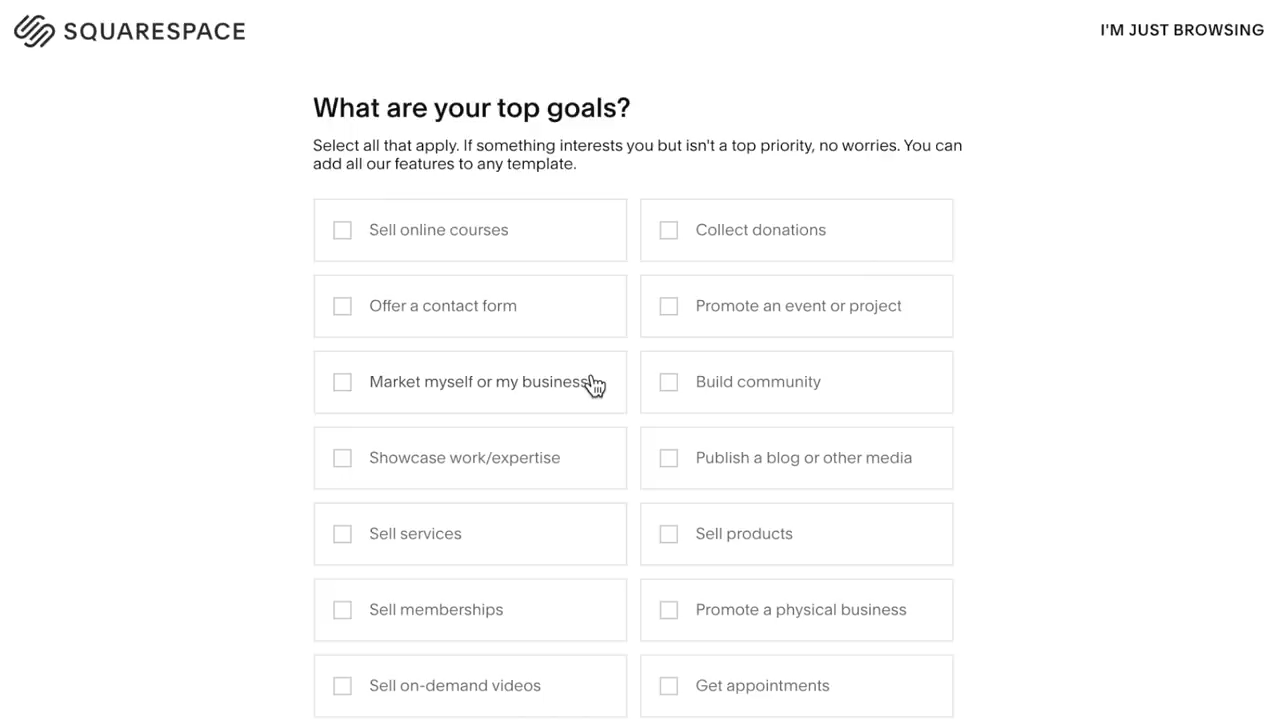 SQUARESPACE
I'M JUST BROWSING
What are your top goals?
Select all that apply. If something interests you but isn't a top priority, no worries. You can
add all our features to any template.
Sell online courses
Collect donations
Offer a contact form
Promote an event or project
Market myself or my business
Build community
Showcase work/expertise
Publish a blog or other media
Sell services
Sell products
Sell memberships
Promote a physical business
Sell on-demand videos
Get appointments